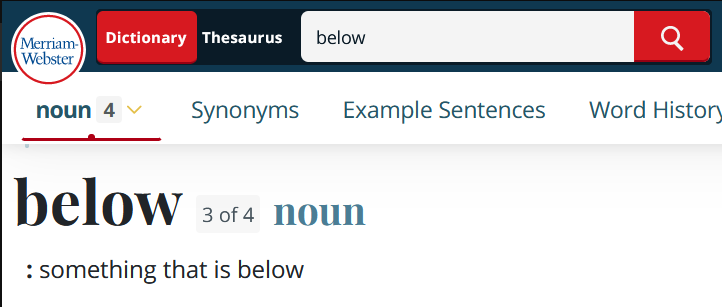 Merriam-
Webster
Dictionary Thesaurus below
noun 4 Synonyms Example Sentences Word History
below 3 of 4 noun
: something that is below